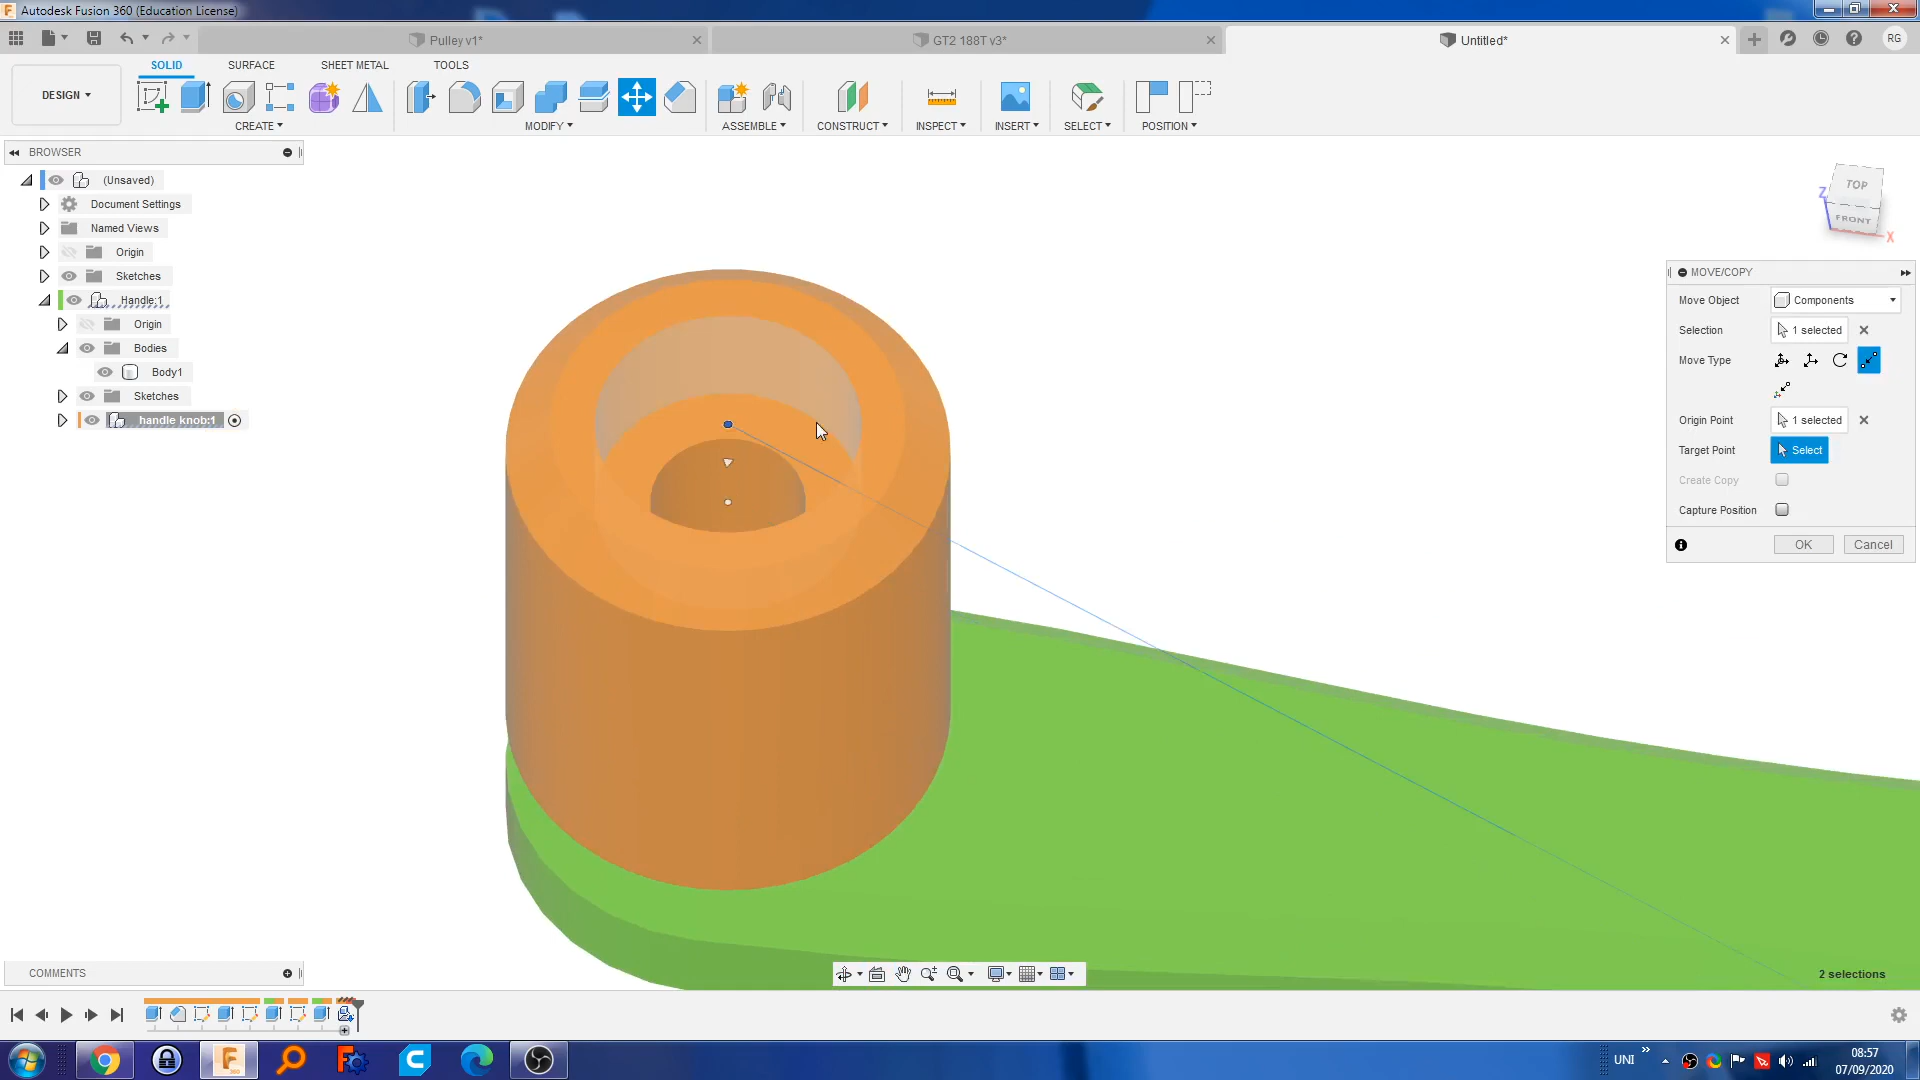 Autodesk Fusion 360 (Education License)
Pulley v1*
GT2 188T v3*
Untitled*
RG
DESIGN
SOLID
SURFACE
SHEET METAL
TOOLS
CREATE
MODIFY
ASSEMBLE
CONSTRUCT
INSPECT
INSERT
SELECT
POSITION
BROWSER
(Unsaved)
Document Settings
Named Views
Origin
Sketches
Handle:1
Origin
Bodies
Body1
Sketches
handle knob:1
TOP
FRONT
Z
X
MOVE/COPY
Move Object
Components
Selection
1 selected
Move Type
Origin Point
1 selected
Target Point
Select
Create Copy
Capture Position
OK
Cancel
COMMENTS
2 selections
UNI
08:57
07/09/2020